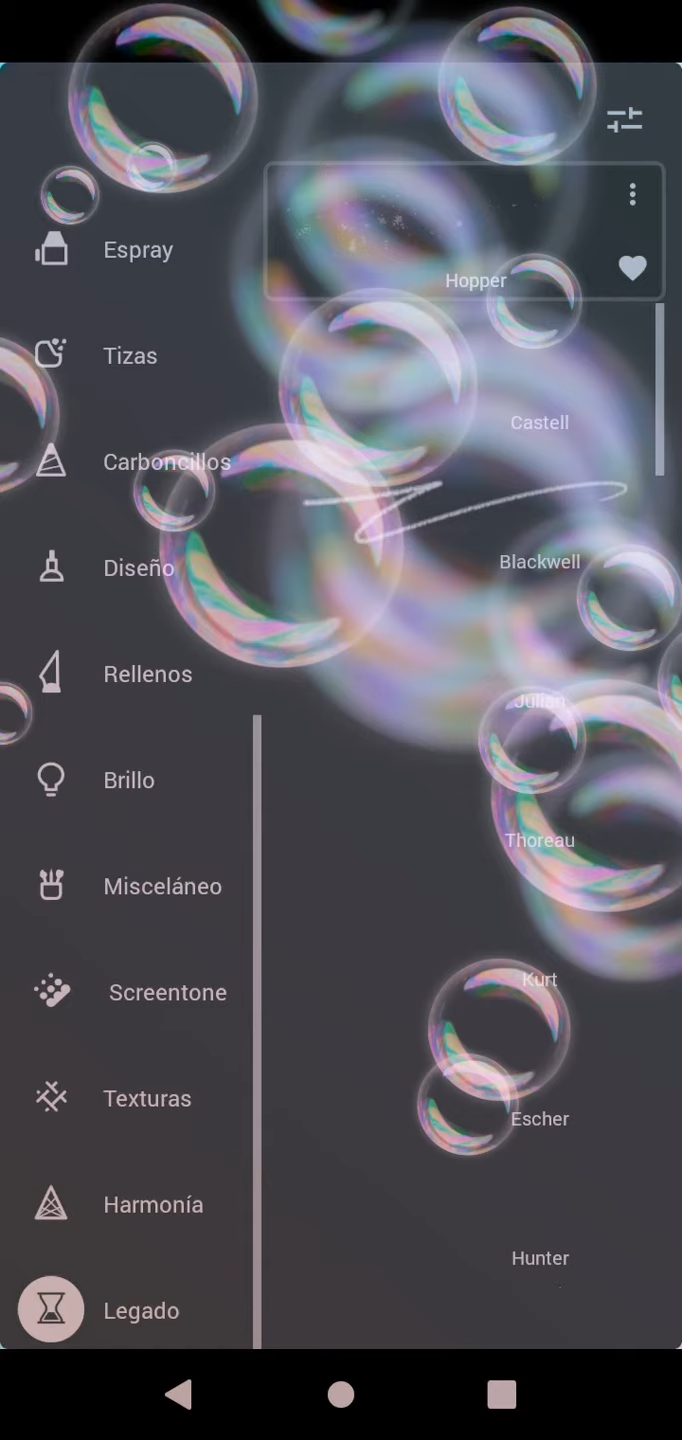 Espray
Tizas
Carboncillos
Diseño
Rellenos
Brillo
Misceláneo
Screentone
Texturas
Harmonía
Legado
Hopper
Castell
Blackwell
Julian
Thoreau
Kurt
Escher
Hunter